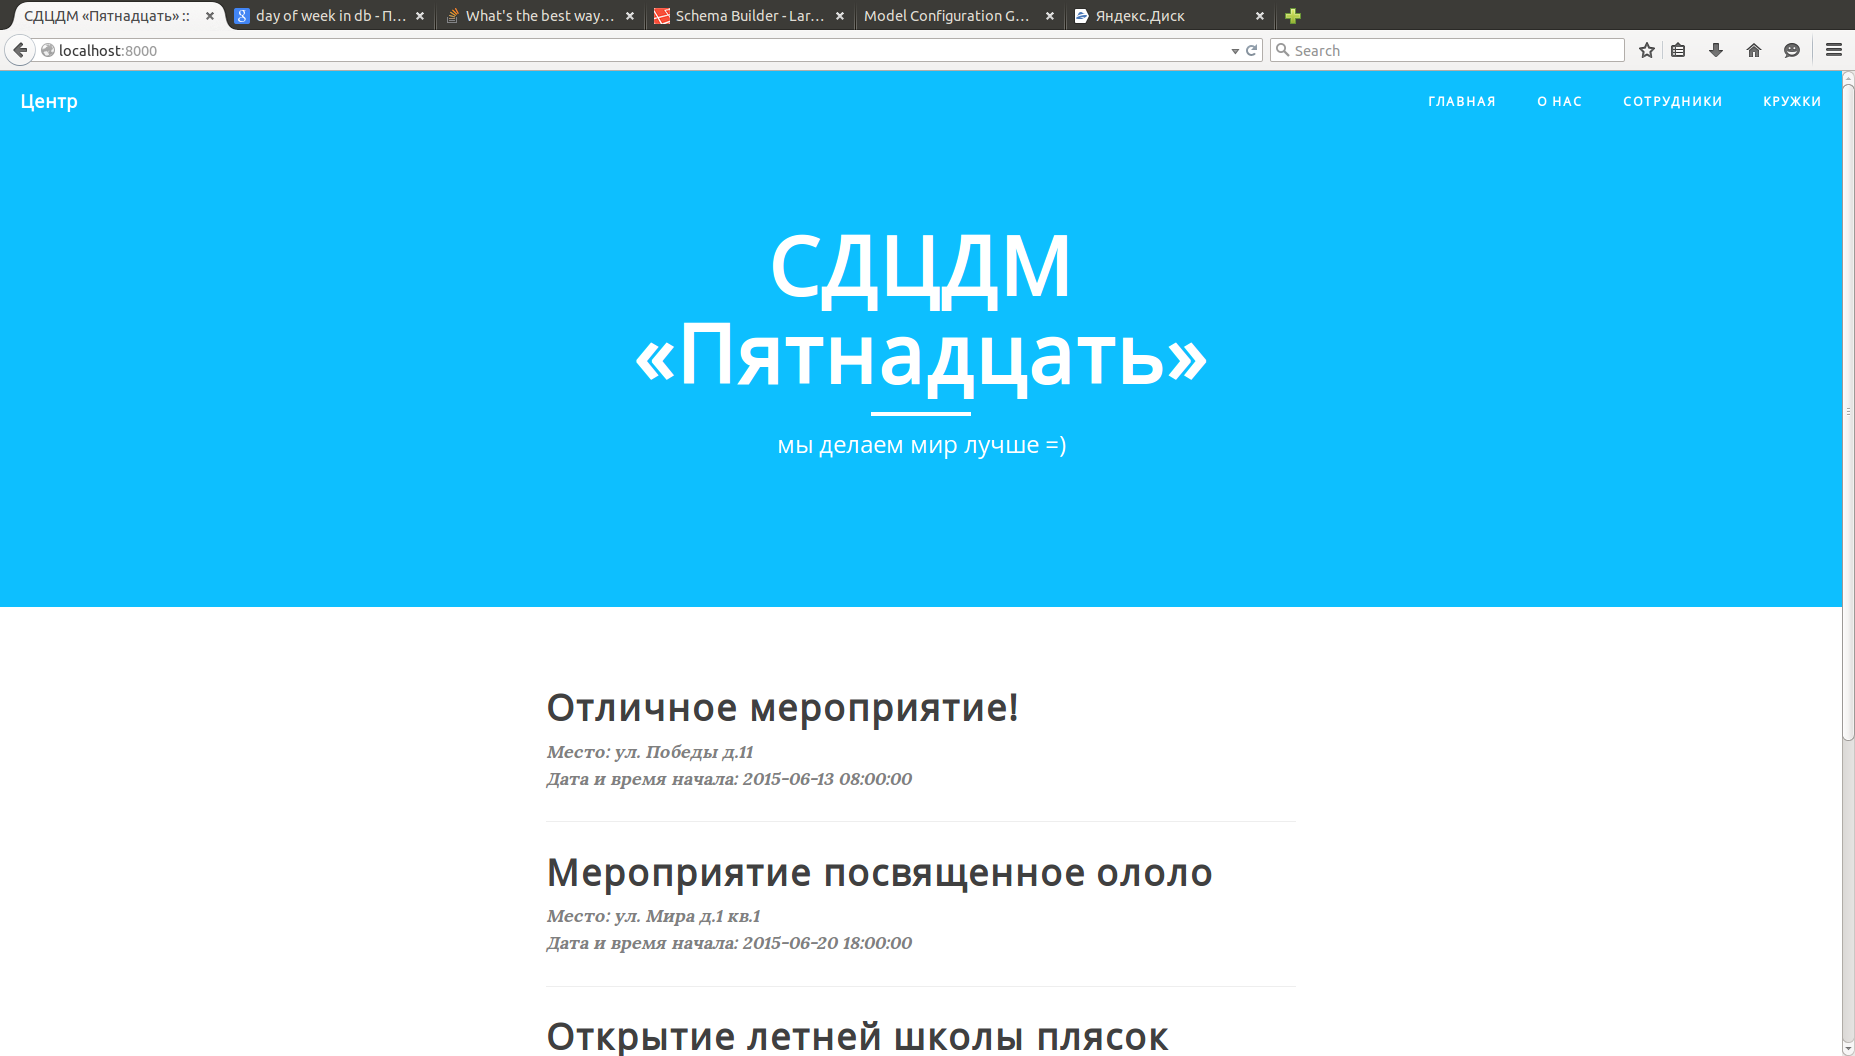 СДЦДМ «Пятнадцать» ::
day of week in db - П...
What's the best way...
Schema Builder - Lar...
Model Configuration G...
Яндекс.Диск
localhost:8000
Search
Центр
ГЛАВНАЯ
О НАС
СОТРУДНИКИ
КРУЖКИ
СДЦДМ
«Пятнадцать»
мы делаем мир лучше =)
Отличное мероприятие!
Место: ул. Победы д.11
Дата и время начала: 2015-06-13 08:00:00
Мероприятие посвященное ололо
Место: ул. Мира д.1 кв.1
Дата и время начала: 2015-06-20 18:00:00
Открытие летней школы плясок